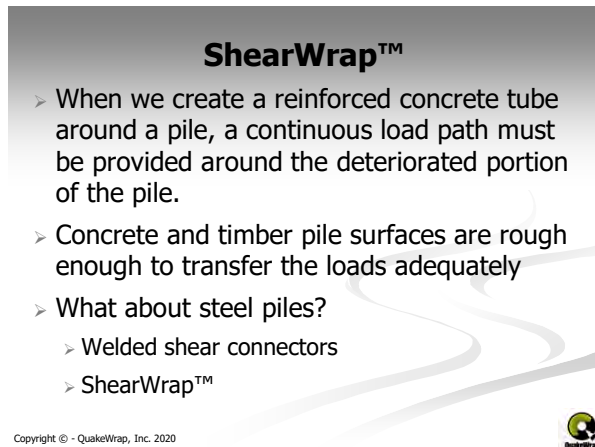 ShearWrap™
➢ When we create a reinforced concrete tube
around a pile, a continuous load path must
be provided around the deteriorated portion
of the pile.
➢ Concrete and timber pile surfaces are rough
enough to transfer the loads adequately
➢ What about steel piles?
➢ Welded shear connectors
➢ ShearWrap™
Copyright © - QuakeWrap, Inc. 2020